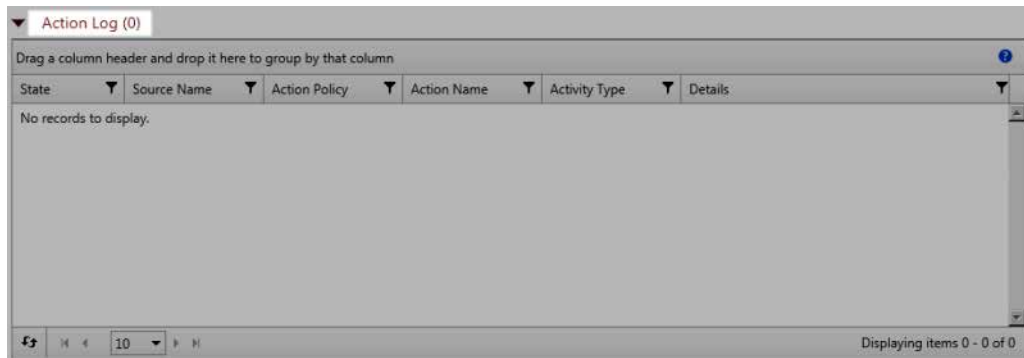 Action Log (0)
Drag a column header and drop it here to group by that column
State Source Name Action Policy Action Name Activity Type Details
No records to display.
10 Displaying items 0 - 0 of 0